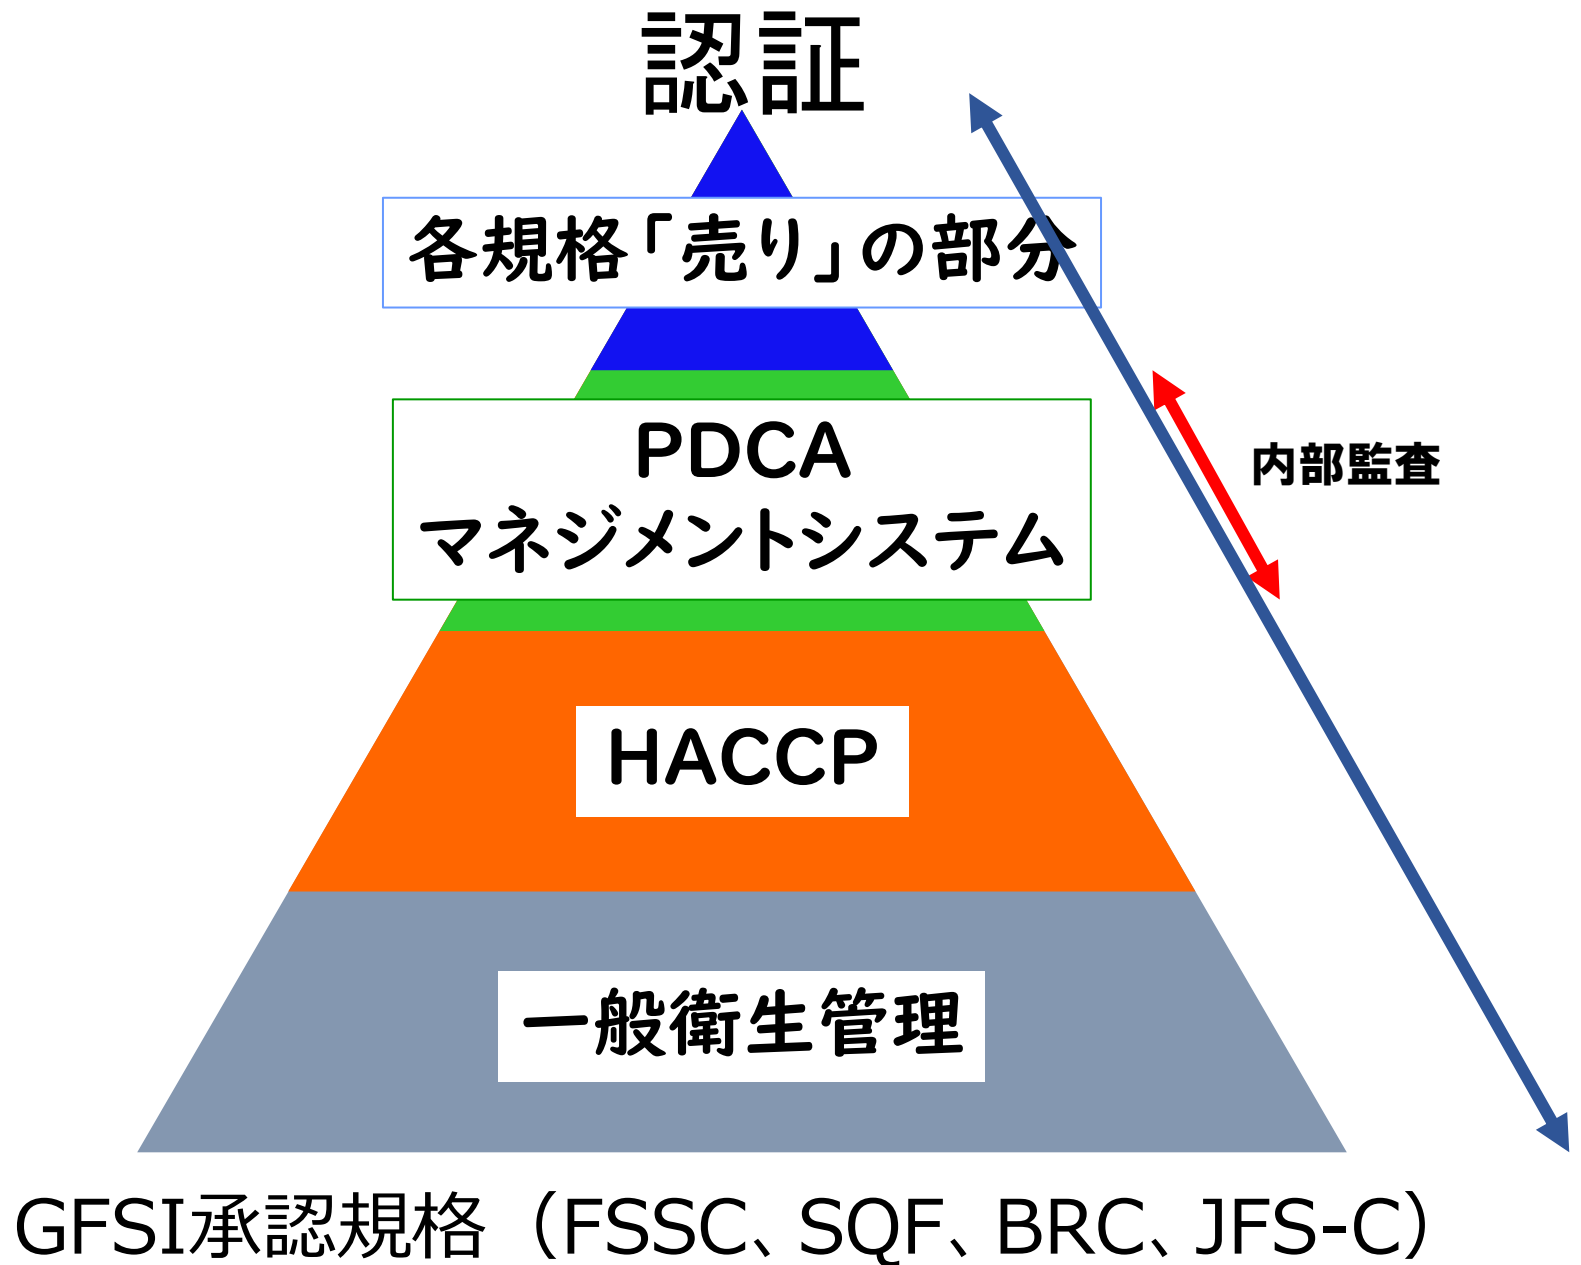 認証
各規格「売り」の部分
PDCA
マネジメントシステム
内部監査
HACCP
一般衛生管理
GFSI承認規格（FSSC、SQF、BRC、JFS-C）